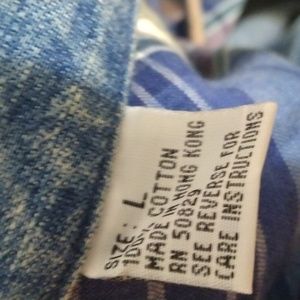 SIZE: L
100% COTTON
MADE IN HONG KONG
RN 50829
SEE REVERSE FOR
CARE INSTRUCTIONS